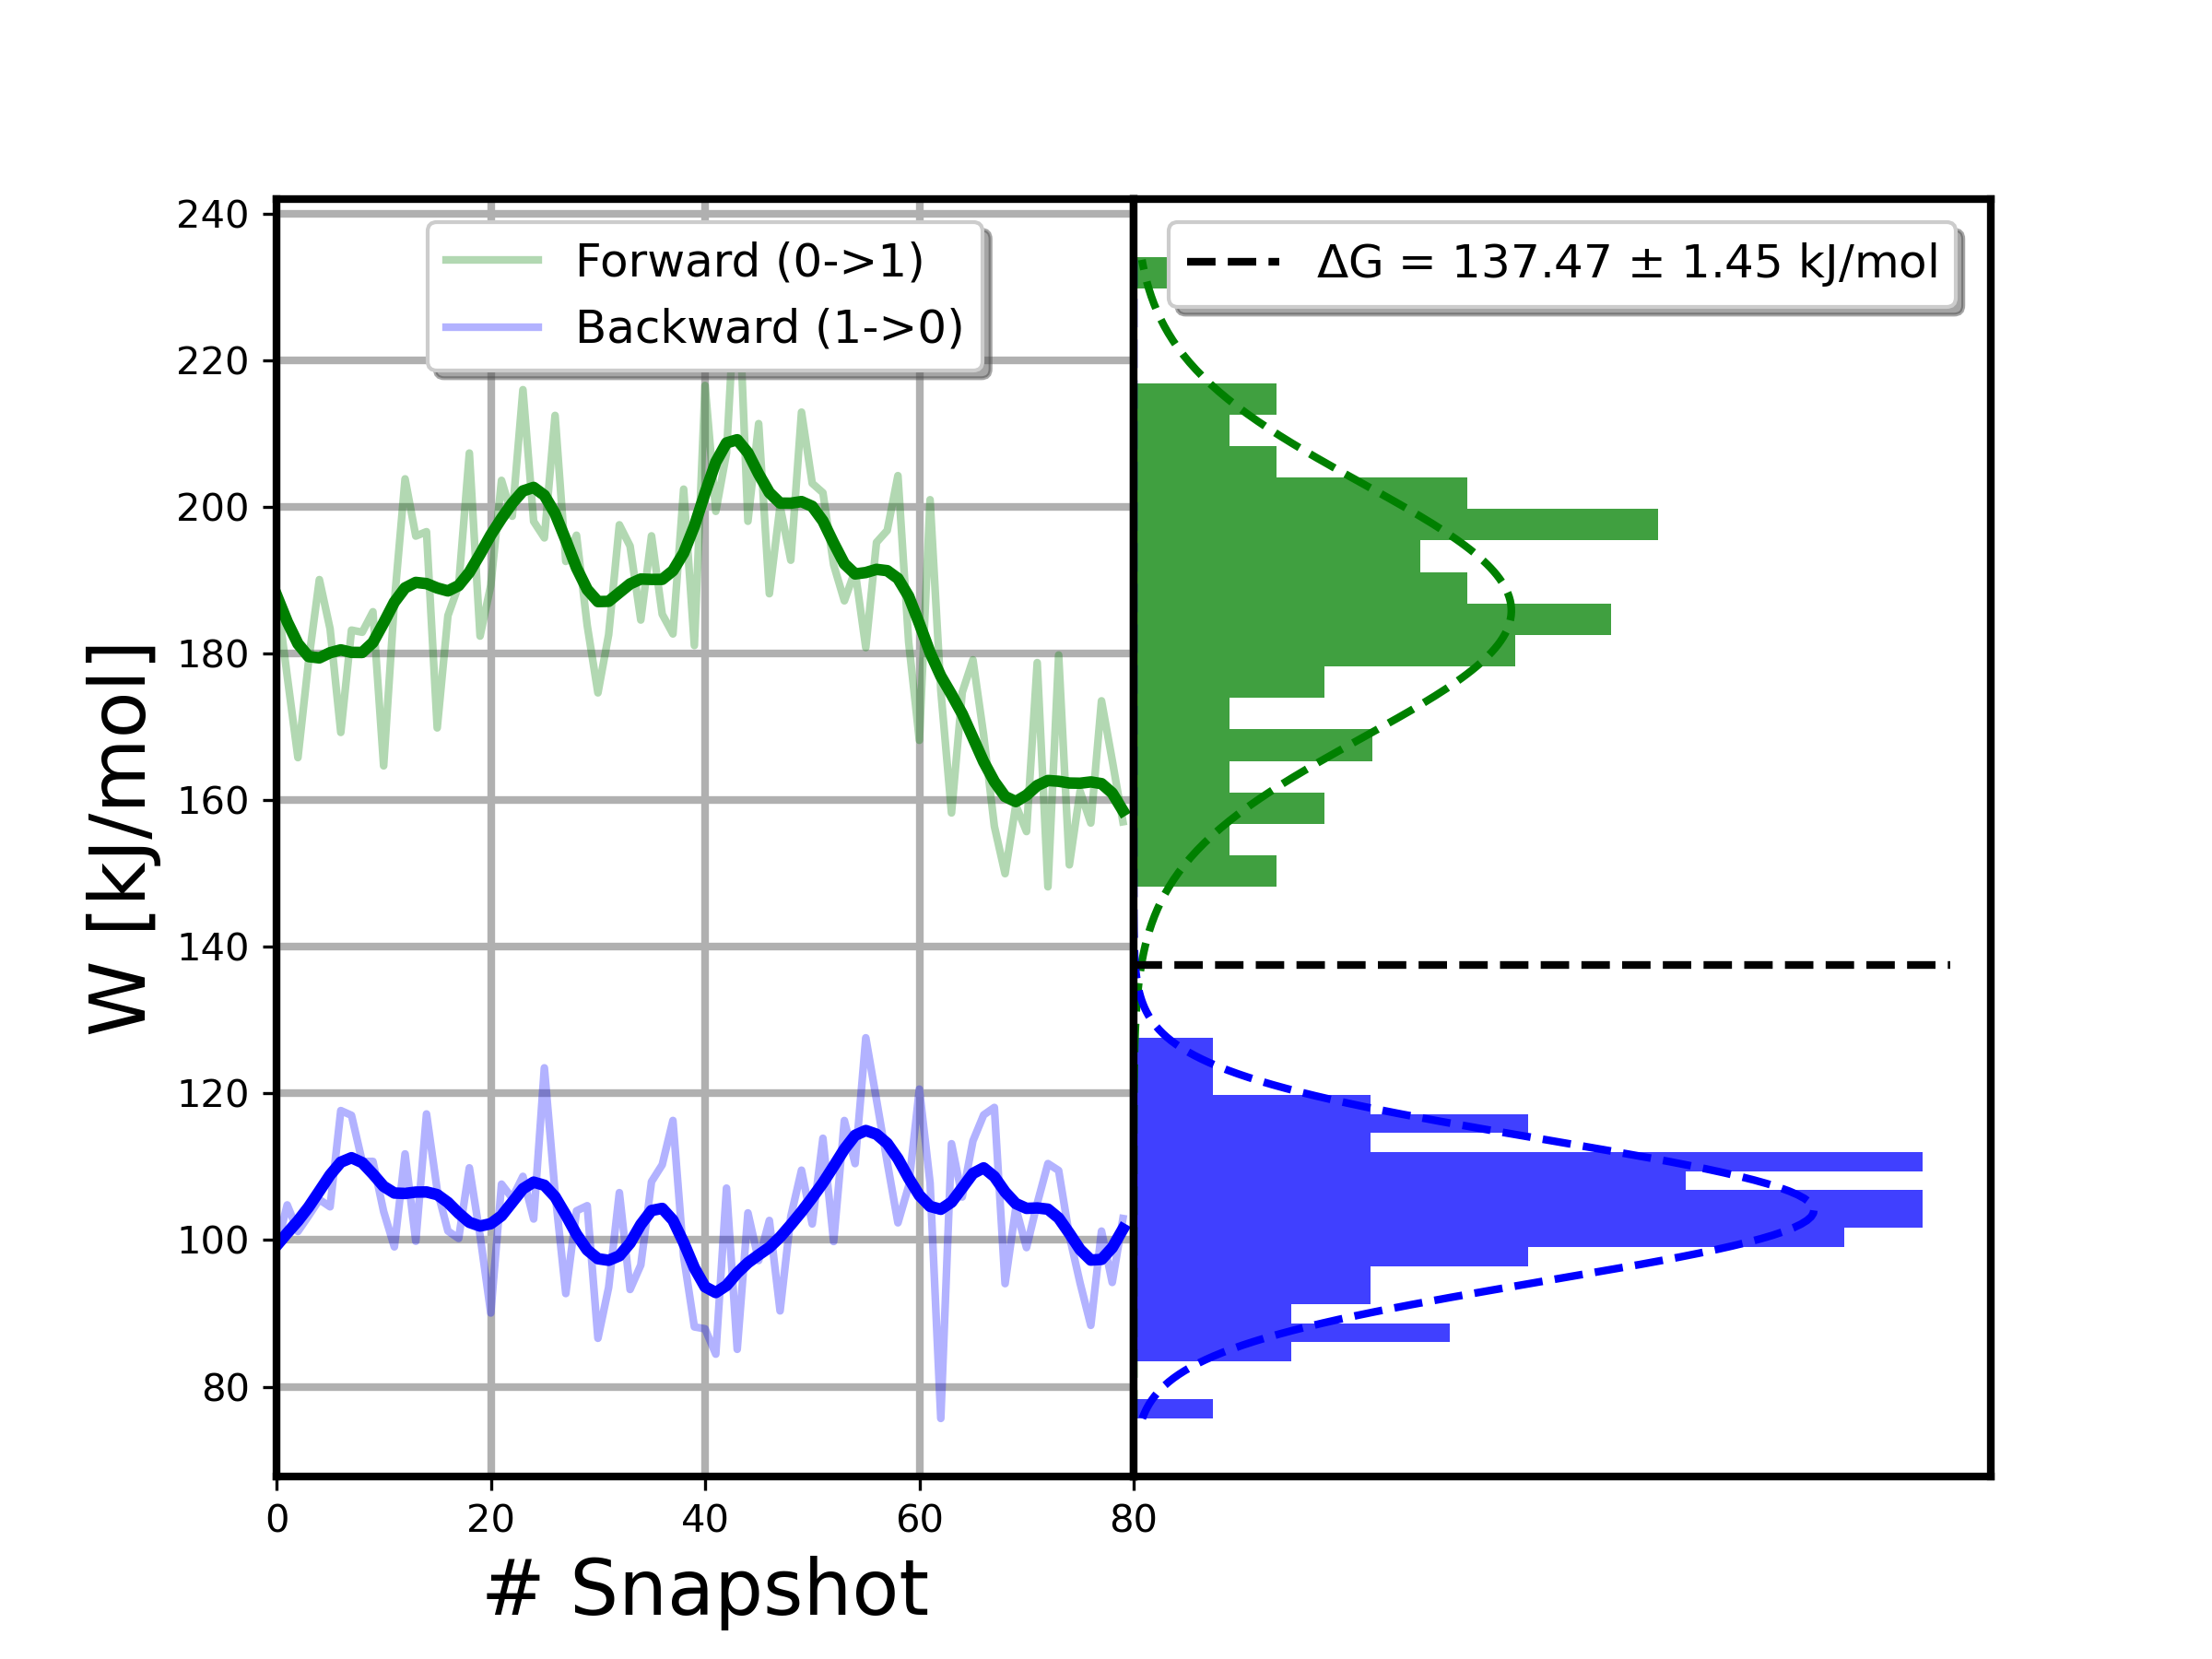 W [kJ/mol]
240
220
200
180
160
140
120
100
80
Forward (0->1)
Backward (1->0)
ΔG = 137.47 ± 1.45 kJ/mol
0 20 40 60 80
# Snapshot